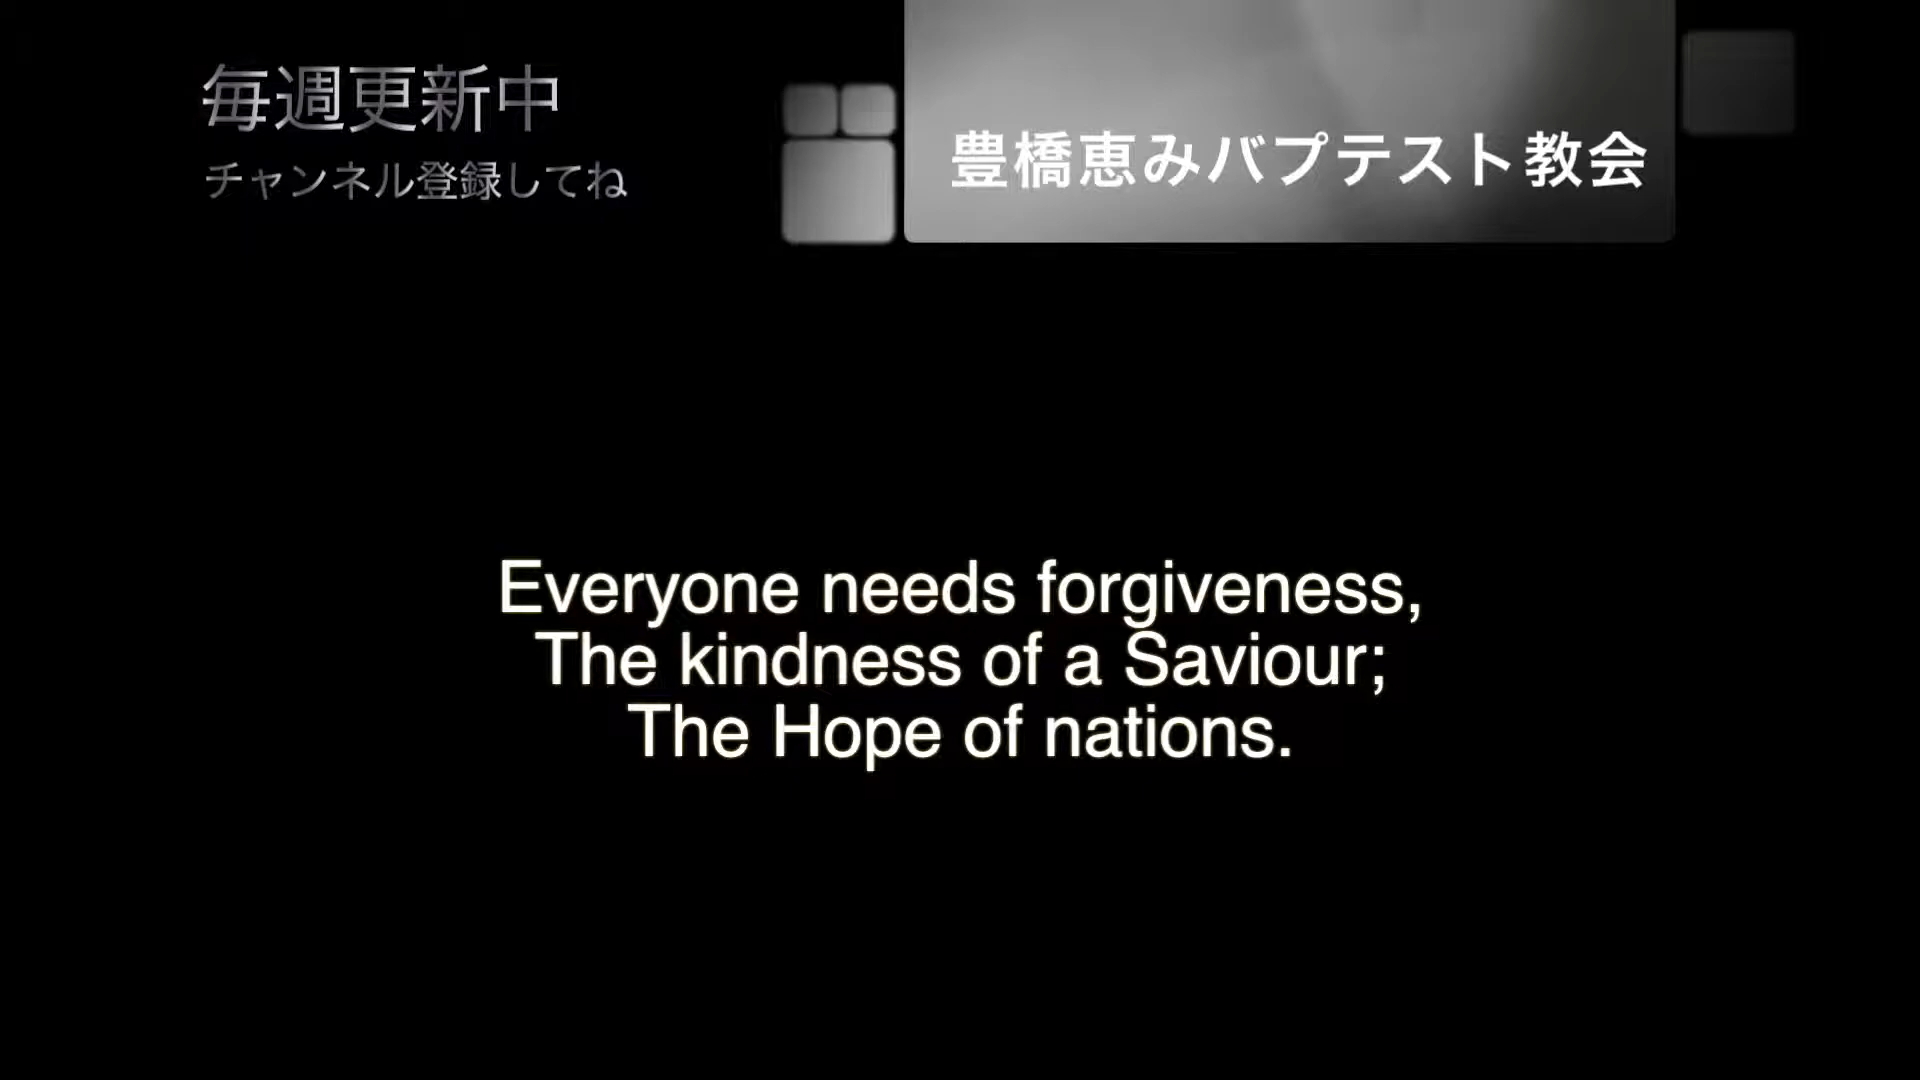 毎週更新中
チャンネル登録してね
豊橋恵みバプテスト教会
Everyone needs forgiveness,
The kindness of a Saviour;
The Hope of nations.